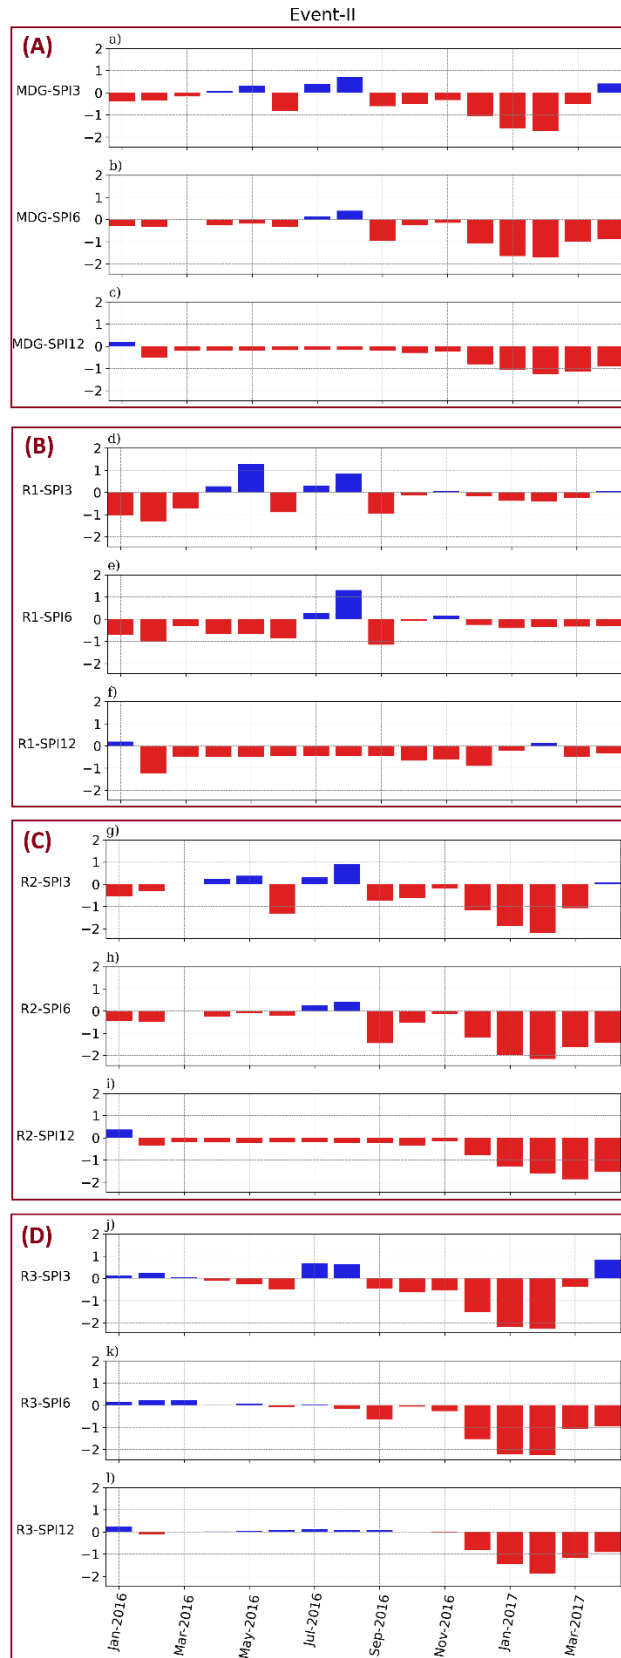 Event-II
(A)
a)
MDG-SPI3
2
1
0
−1
−2
b)
MDG-SPI6
2
1
0
−1
−2
c)
MDG-SPI12
2
1
0
−1
−2
(B)
d)
R1-SPI3
2
1
0
−1
−2
e)
R1-SPI6
2
1
0
−1
−2
f)
R1-SPI12
2
1
0
−1
−2
(C)
g)
R2-SPI3
2
1
0
−1
−2
h)
R2-SPI6
2
1
0
−1
−2
i)
R2-SPI12
2
1
0
−1
−2
(D)
j)
R3-SPI3
2
1
0
−1
−2
k)
R3-SPI6
2
1
0
−1
−2
l)
R3-SPI12
2
1
0
−1
−2
Jan-2016
Mar-2016
May-2016
Jul-2016
Sep-2016
Nov-2016
Jan-2017
Mar-2017